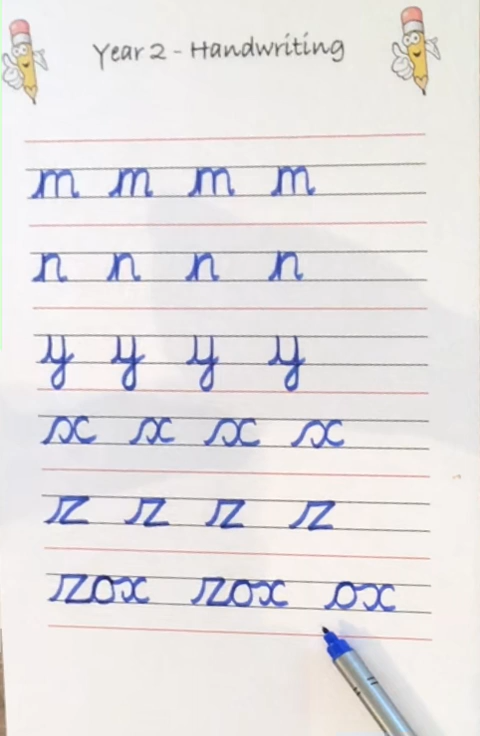 Year 2 - Handwriting
m m m m
n n n n
y y y y
x x x x
z z z z
zox zox ox